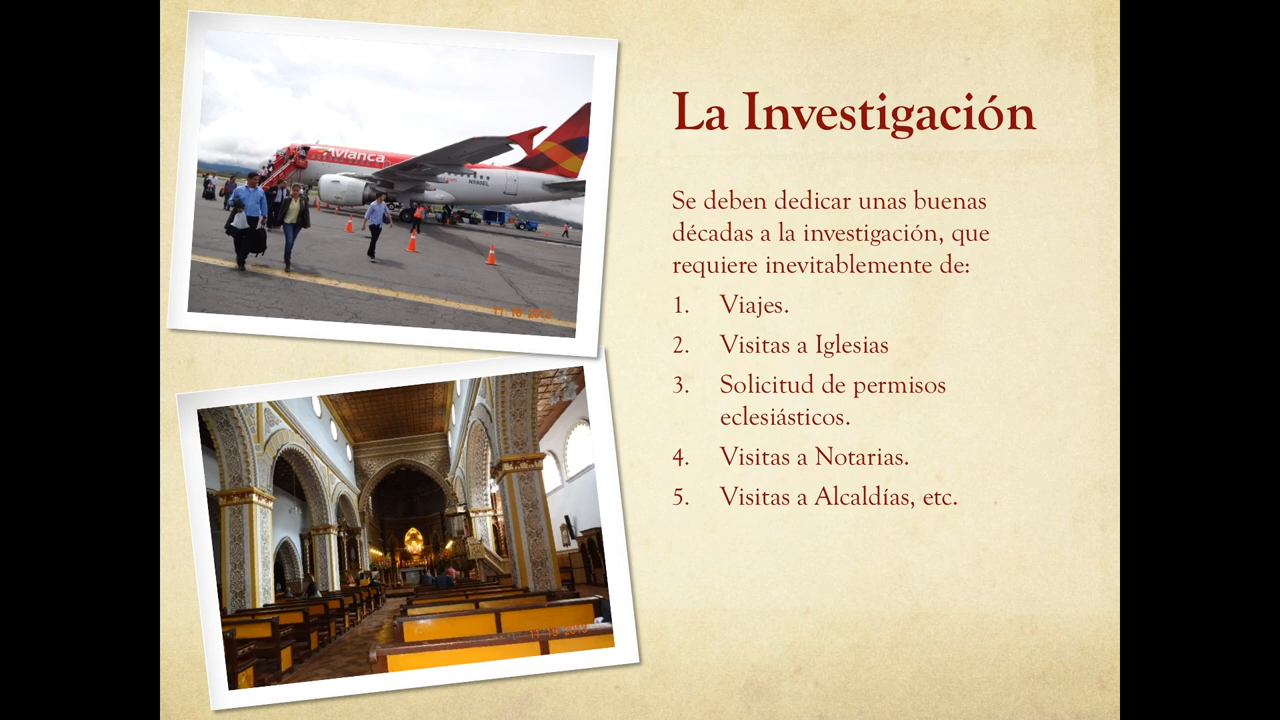 La Investigación
Se deben dedicar unas buenas
décadas a la investigación, que
requiere inevitablemente de:
1. Viajes.
2. Visitas a Iglesias
3. Solicitud de permisos
eclesiásticos.
4. Visitas a Notarias.
5. Visitas a Alcaldías, etc.
Avianca